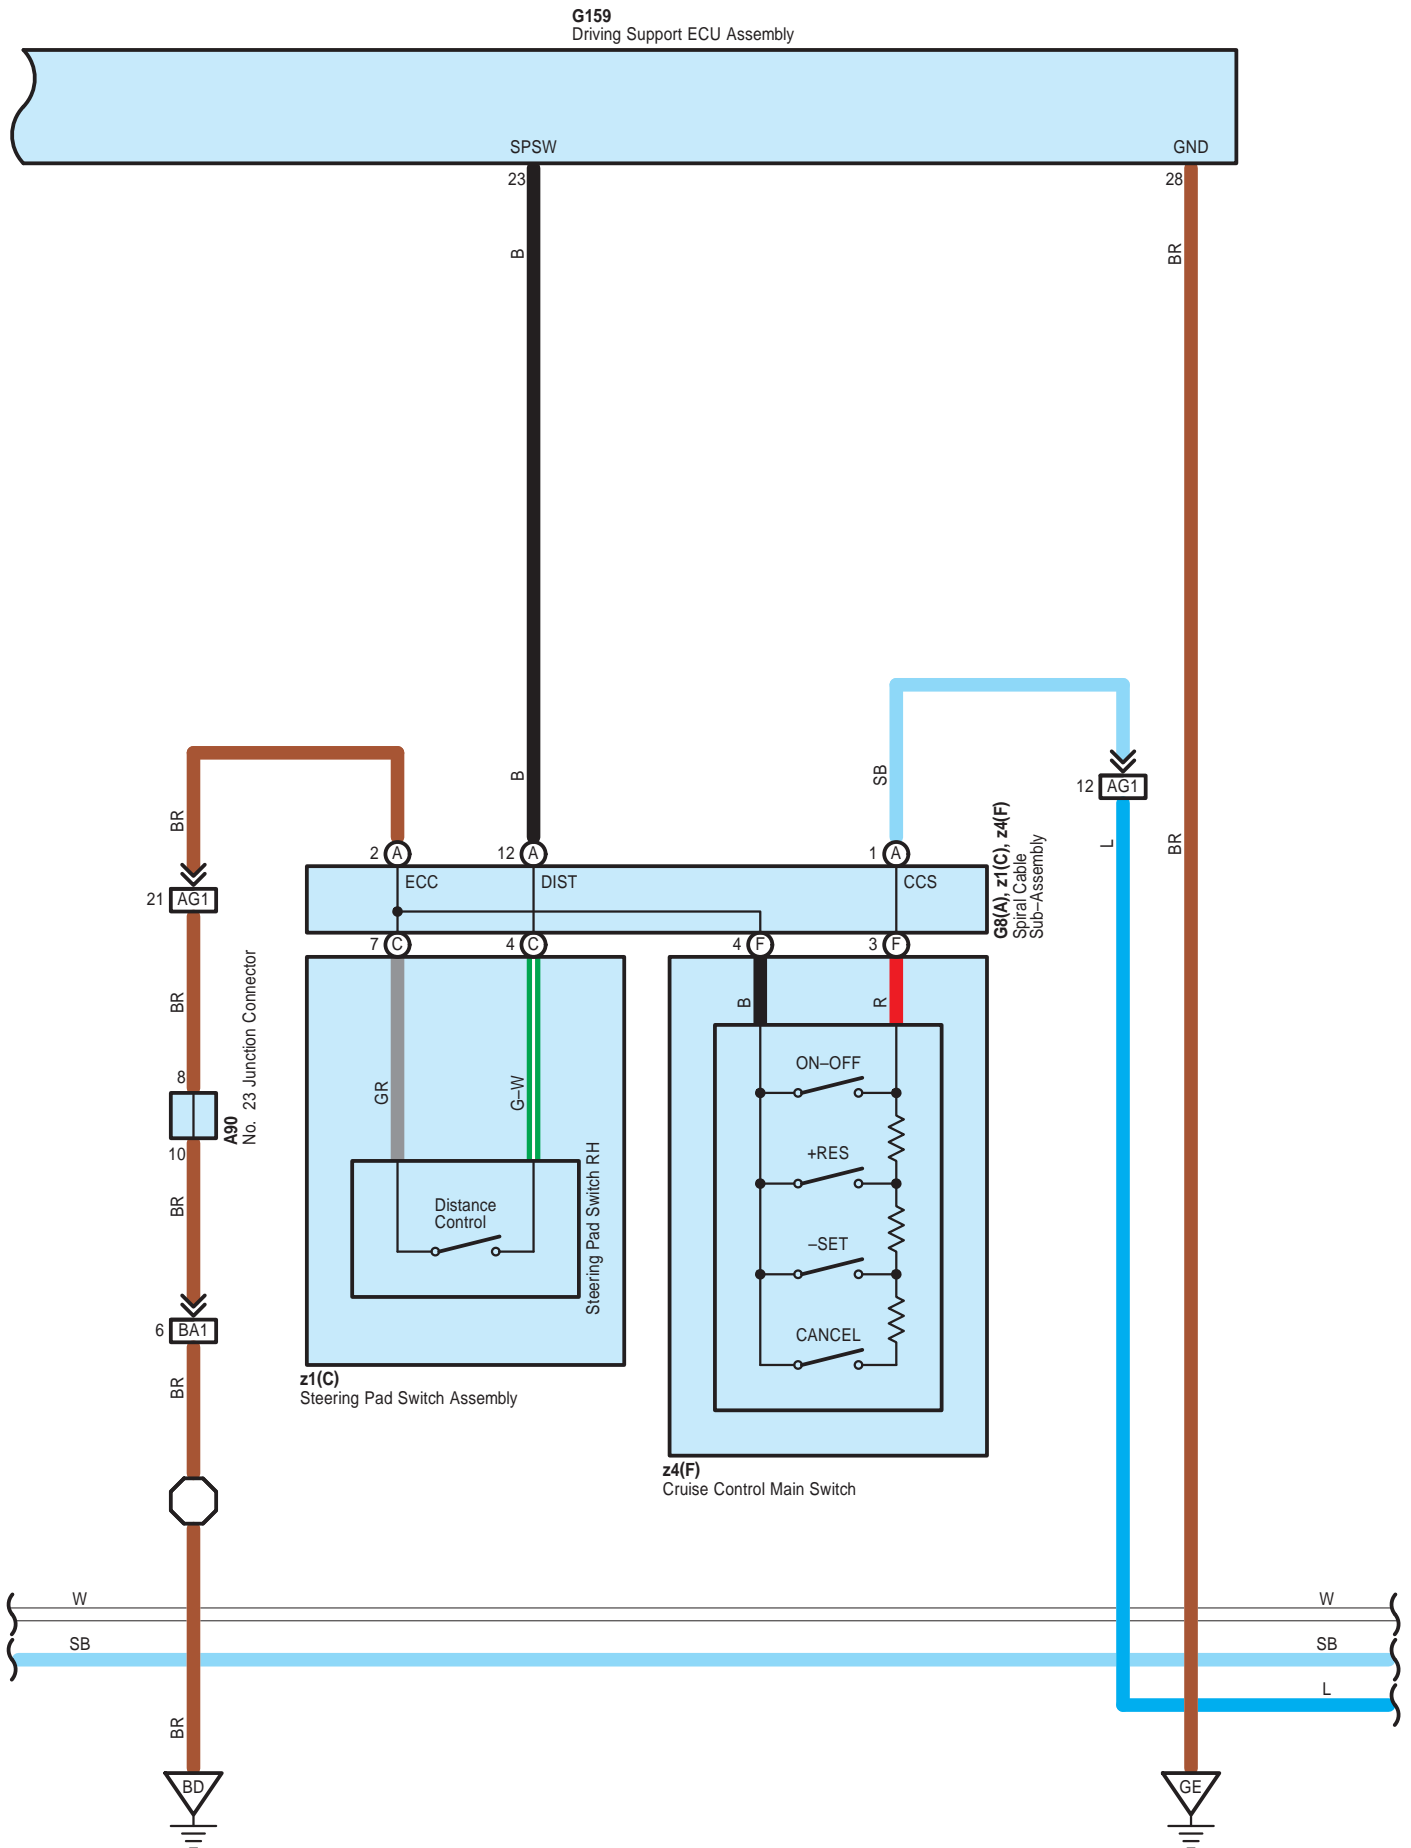 G159
Driving Support ECU Assembly
SPSW
GND
23
28
B
BR
B
SB
12 AG1
BR
L
BR
2 A
12 A
1 A
ECC
DIST
CCS
G8(A), z1(C), z4(F)
Spiral Cable
Sub–Assembly
21 AG1
7 C
4 C
4 F
3 F
BR
A90
No. 23 Junction Connector
B
R
ON–OFF
8
GR
G–W
10
+RES
BR
Distance
Control
Steering Pad Switch RH
–SET
6 BA1
CANCEL
BR
z1(C)
Steering Pad Switch Assembly
z4(F)
Cruise Control Main Switch
W
W
SB
SB
L
BR
BD
GE